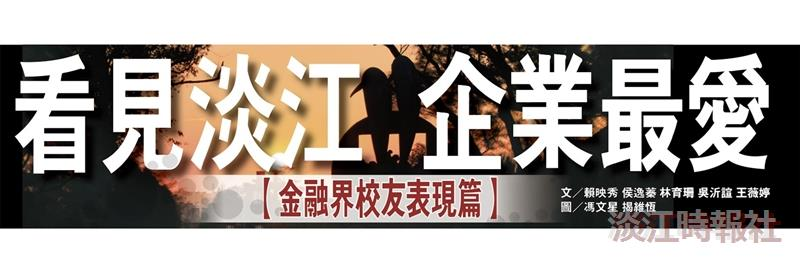 看見淡江 企業最愛
【金融界校友表現篇】
文／賴映秀 侯逸蓁 林育珊 吳沂諠 王薇婷
圖／馮文星 揭維恆
淡江時報社